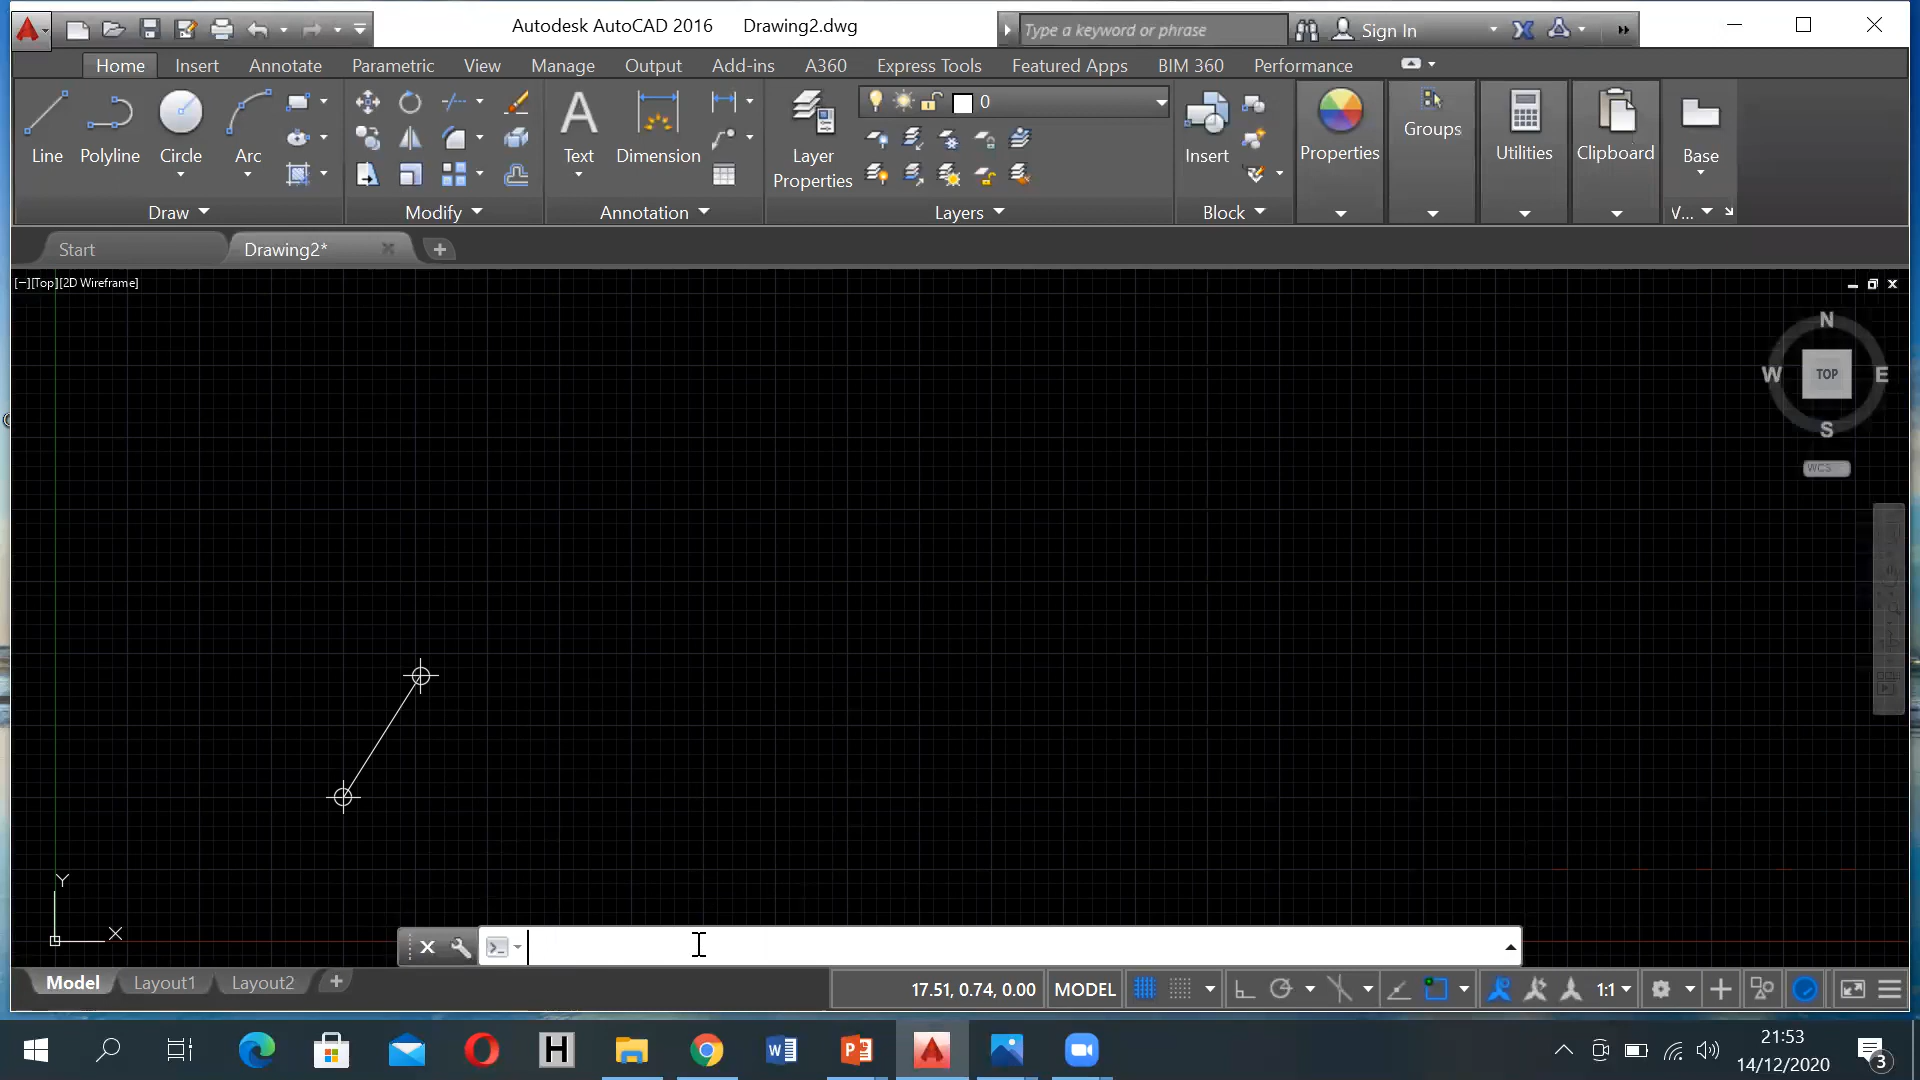 Autodesk AutoCAD 2016 Drawing2.dwg
Type a keyword or phrase
Sign In
Home Insert Annotate Parametric View Manage Output Add-ins A360 Express Tools Featured Apps BIM 360 Performance
Line Polyline Circle Arc
Text Dimension
Layer Properties
0
Insert
Properties
Groups
Utilities
Clipboard
Base
Draw Modify Annotation Layers Block V...
Start Drawing2*
[−][Top][2D Wireframe]
N
W TOP E
S
WCS
Y
X
Model Layout1 Layout2
17.51, 0.74, 0.00 MODEL 1:1
21:53
14/12/2020
3